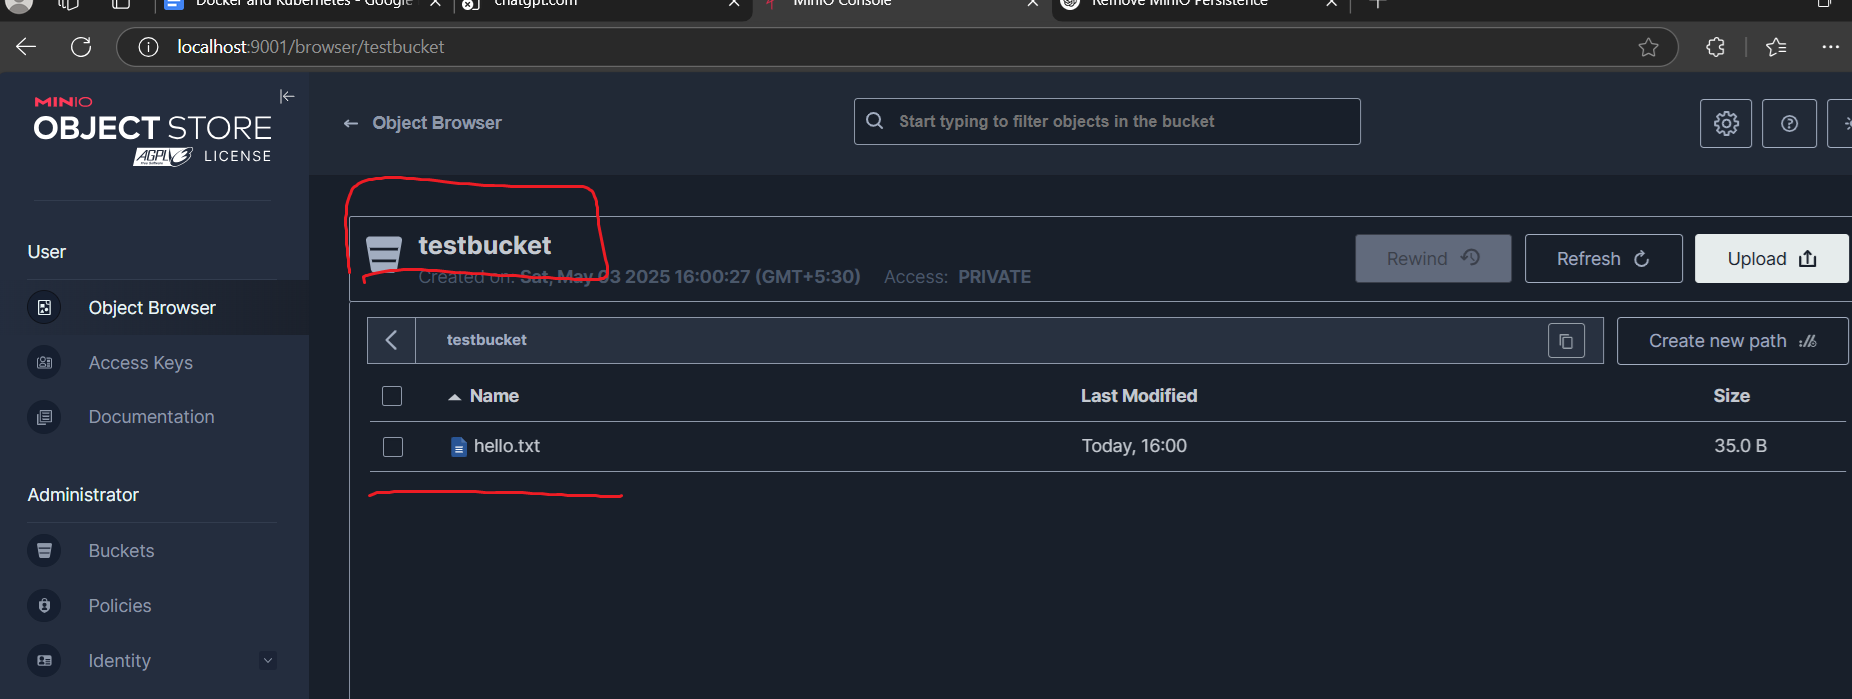 Docker and Kubernetes - Google
chatgpt.com
MinIO Console
Remove MinIO Persistence
localhost:9001/browser/testbucket
MINIO
OBJECT STORE
AGPL v3 LICENSE
Object Browser
Start typing to filter objects in the bucket
User
Object Browser
Access Keys
Documentation
Administrator
Buckets
Policies
Identity
testbucket
Created on: Sat, May 03 2025 16:00:27 (GMT+5:30) Access: PRIVATE
Rewind
Refresh
Upload
testbucket
Create new path
Name Last Modified Size
hello.txt Today, 16:00 35.0 B